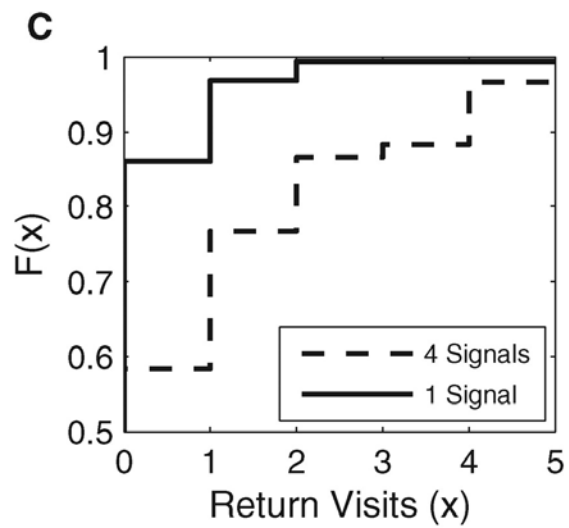 C
1
0.9
0.8
0.7
0.6
0.5
F(x)
4 Signals
1 Signal
0 1 2 3 4 5
Return Visits (x)